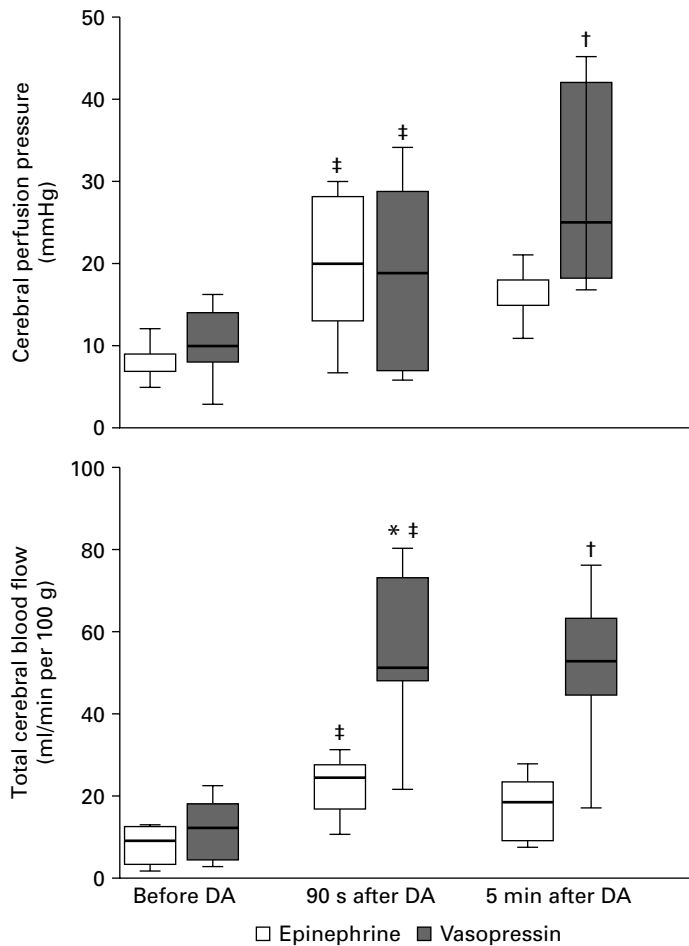 Cerebral perfusion pressure
(mmHg)
50
40
30
20
10
0
‡
‡
†
Total cerebral blood flow
(ml/min per 100 g)
100
80
60
40
20
0
‡
* ‡
†
Before DA
90 s after DA
5 min after DA
Epinephrine
Vasopressin